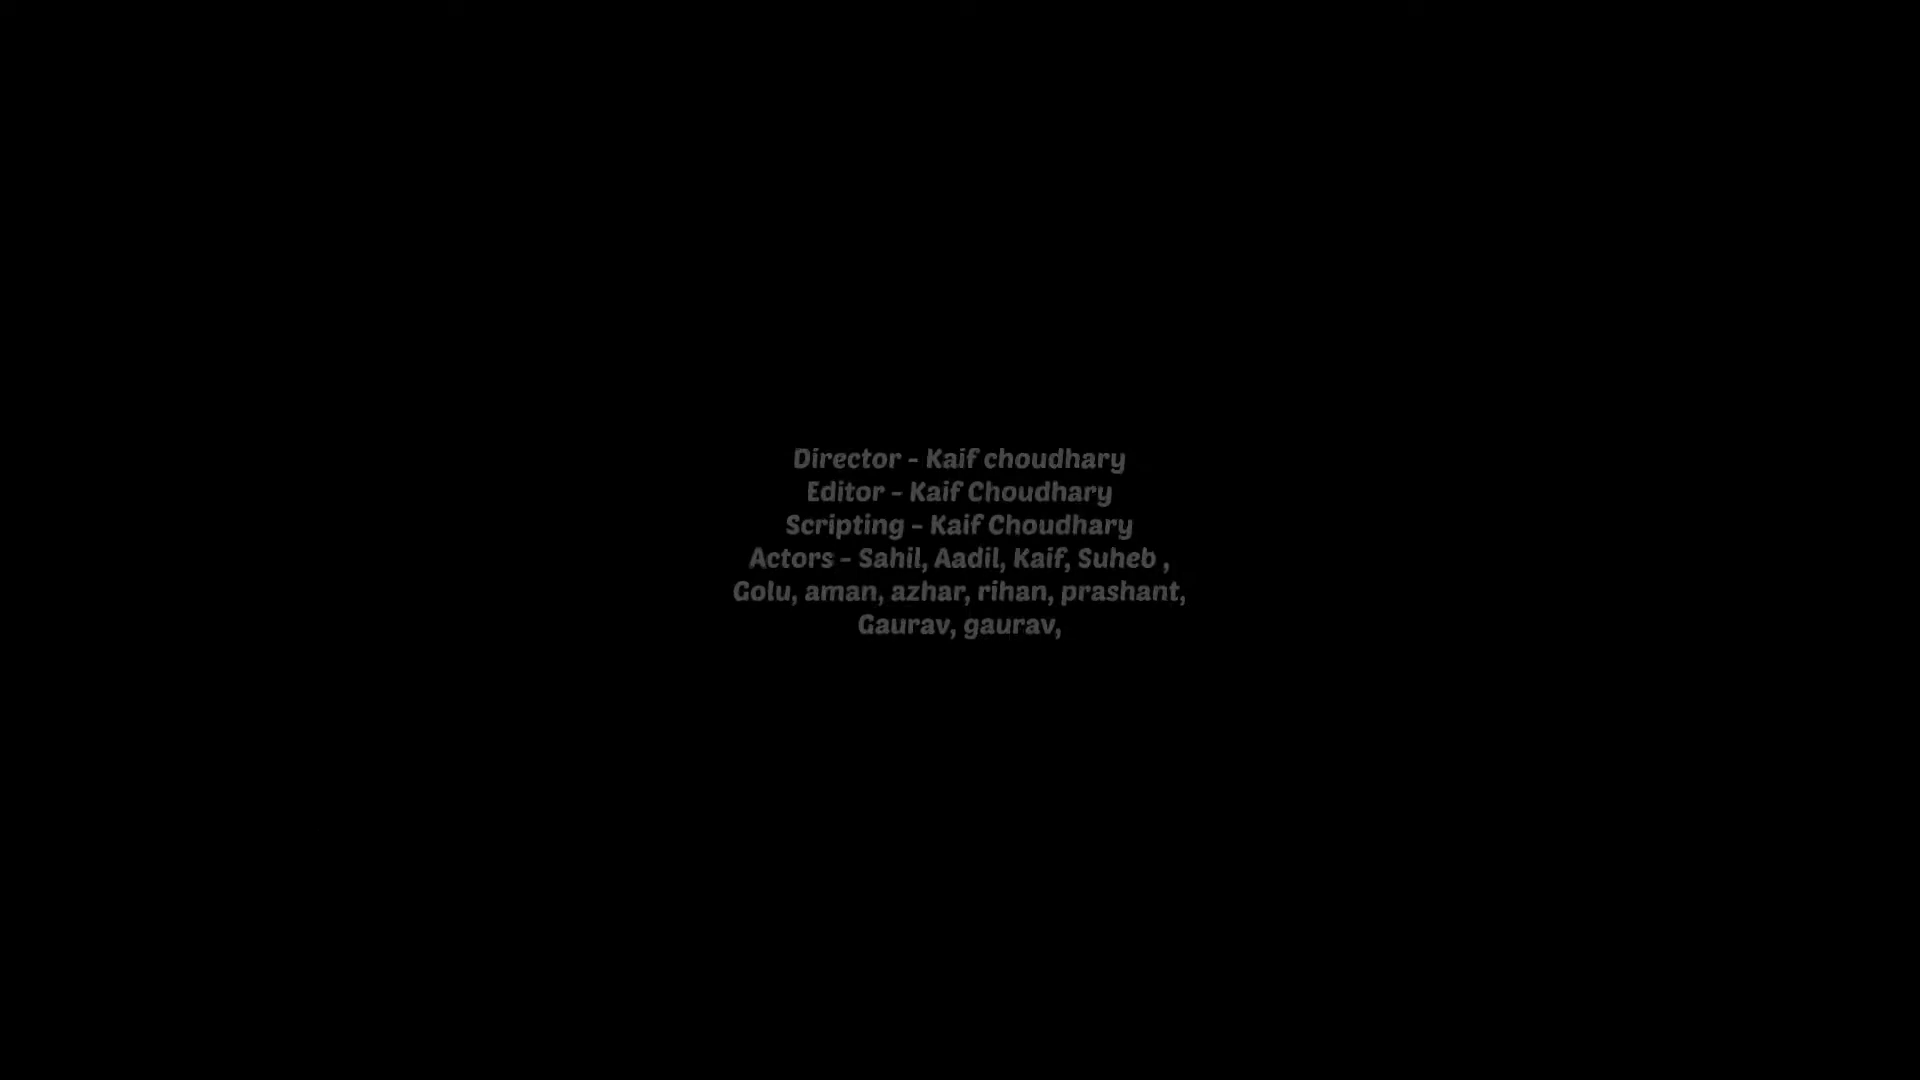 Director - Kaif choudhary
Editor - Kaif Choudhary
Scripting - Kaif Choudhary
Actors - Sahil, Aadil, Kaif, Suheb ,
Golu, aman, azhar, rihan, prashant,
Gaurav, gaurav,